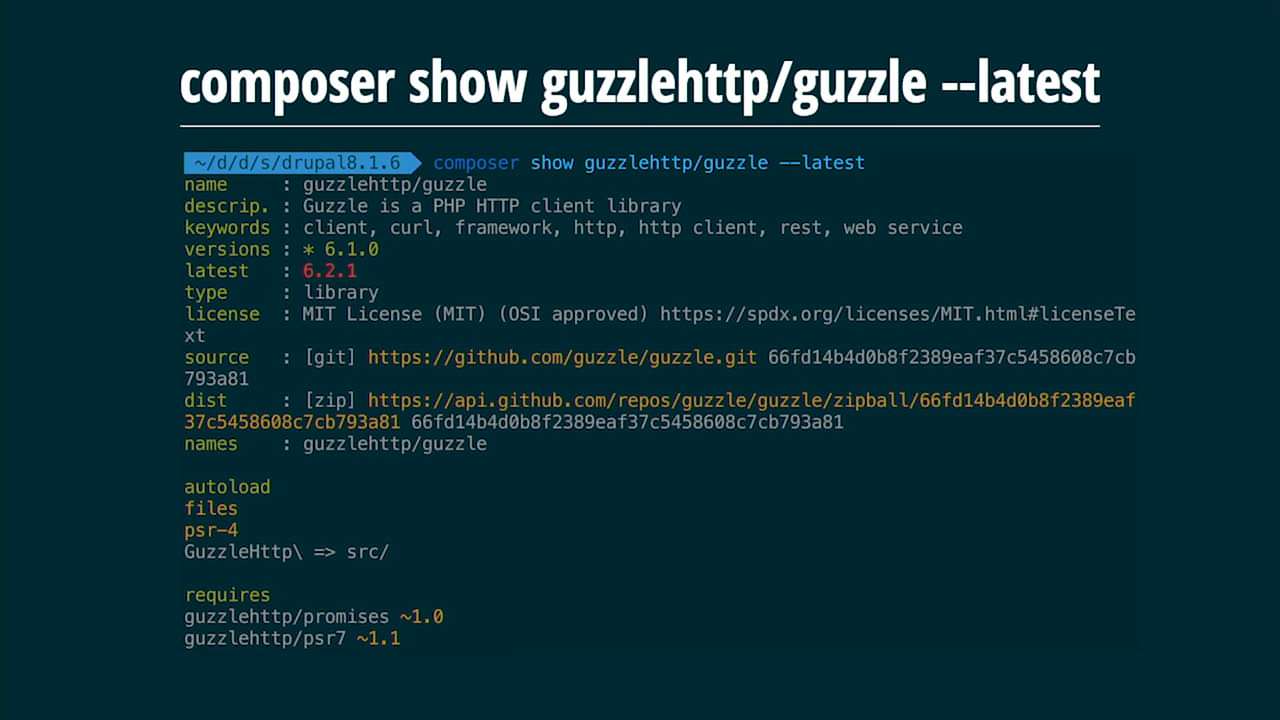 composer show guzzlehttp/guzzle --latest
~/d/d/s/drupal8.1.6 composer show guzzlehttp/guzzle --latest
name : guzzlehttp/guzzle
descrip. : Guzzle is a PHP HTTP client library
keywords : client, curl, framework, http, http client, rest, web service
versions : * 6.1.0
latest : 6.2.1
type : library
license : MIT License (MIT) (OSI approved) https://spdx.org/licenses/MIT.html#licenseTe
xt
source : [git] https://github.com/guzzle/guzzle.git 66fd14b4d0b8f2389eaf37c5458608c7cb
793a81
dist : [zip] https://api.github.com/repos/guzzle/guzzle/zipball/66fd14b4d0b8f2389eaf
37c5458608c7cb793a81 66fd14b4d0b8f2389eaf37c5458608c7cb793a81
names : guzzlehttp/guzzle
autoload
files
psr-4
GuzzleHttp\ => src/
requires
guzzlehttp/promises ~1.0
guzzlehttp/psr7 ~1.1